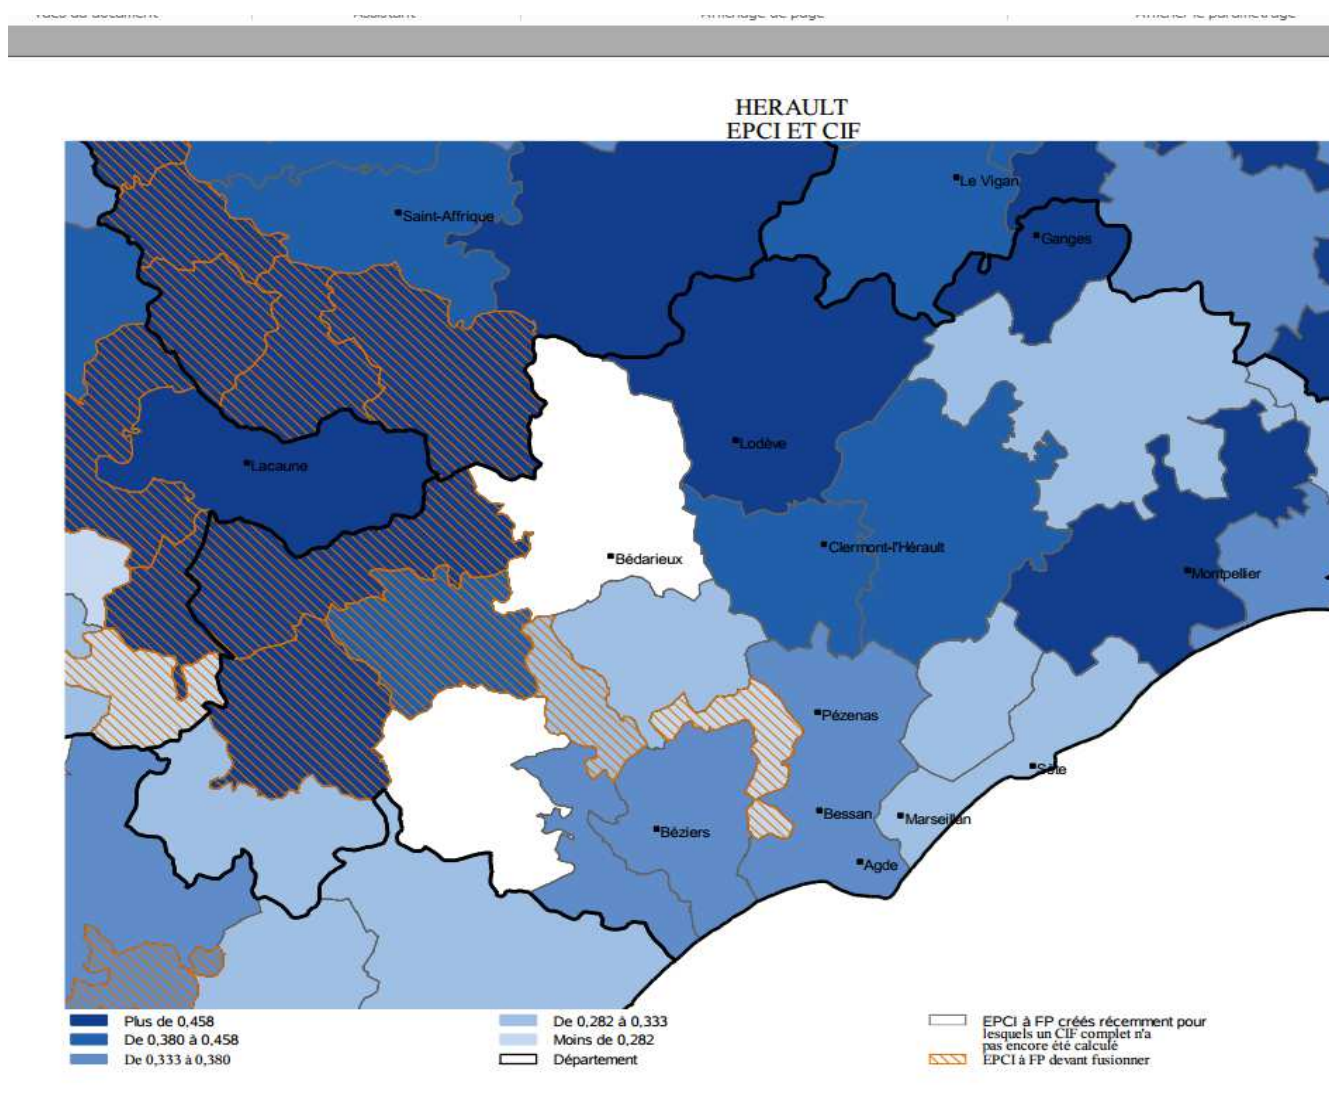 HERAULT
EPCI ET CIF
Le Vigan
Saint-Affrique
Ganges
Lodève
Lacaune
Clermont-l'Hérault
Bédarieux
Montpellier
Pézenas
Sète
Bessan
Marseillan
Béziers
Agde
Plus de 0,458
De 0,380 à 0,458
De 0,333 à 0,380
De 0,282 à 0,333
Moins de 0,282
Département
EPCI à FP créés récemment pour
lesquels un CIF complet n'a
pas encore été calculé
EPCI à FP devant fusionner